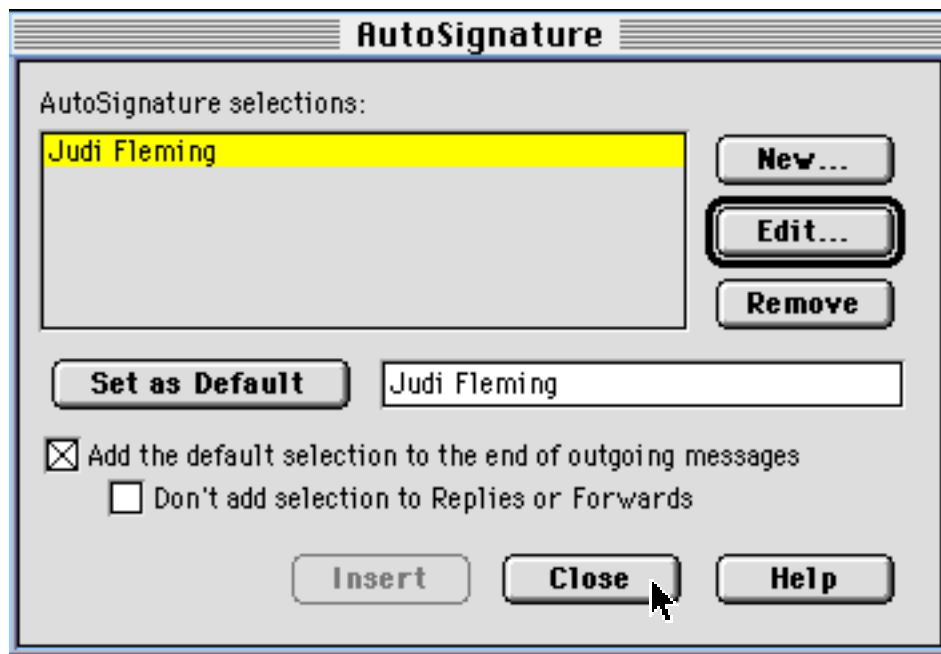 AutoSignature
AutoSignature selections:
Judi Fleming
New...
Edit...
Remove
Set as Default
Judi Fleming
Add the default selection to the end of outgoing messages
Don't add selection to Replies or Forwards
Insert
Close
Help